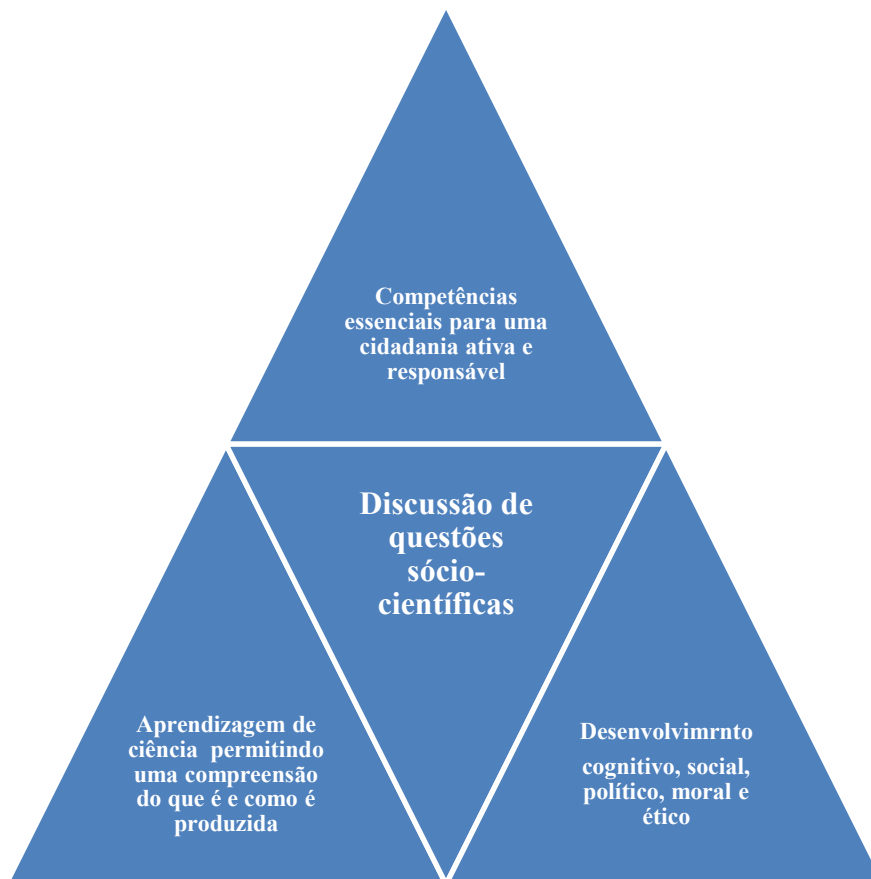 Competências
essenciais para uma
cidadania ativa e
responsável
Discussão de
questões
sócio-
científicas
Aprendizagem de
ciência permitindo
uma compreensão
do que é e como é
produzida
Desenvolvimrnto
cognitivo, social,
político, moral e
ético